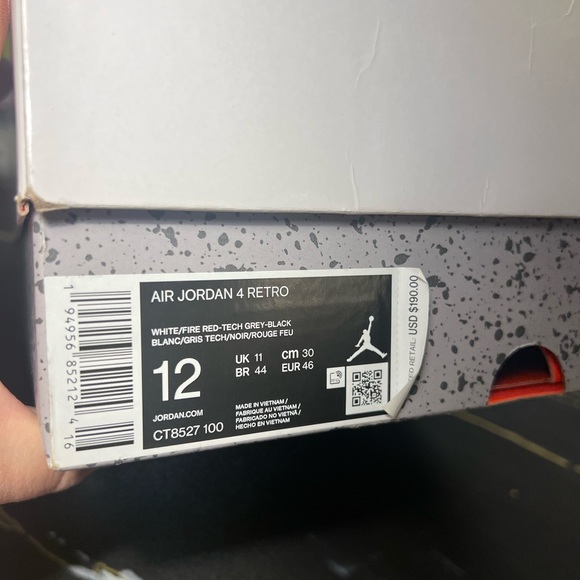 AIR JORDAN 4 RETRO
WHITE/FIRE RED-TECH GREY-BLACK
BLANC/GRIS TECH/NOIR/ROUGE FEU
12
UK 11 cm 30
BR 44 EUR 46
JORDAN.COM
CT8527 100
MADE IN VIETNAM /
FABRIQUE AU VIETNAM /
FABRICADO NO VIETNÃ /
HECHO EN VIETNAM
1 94956 85212 4 16
TED RETAIL: USD $190.00